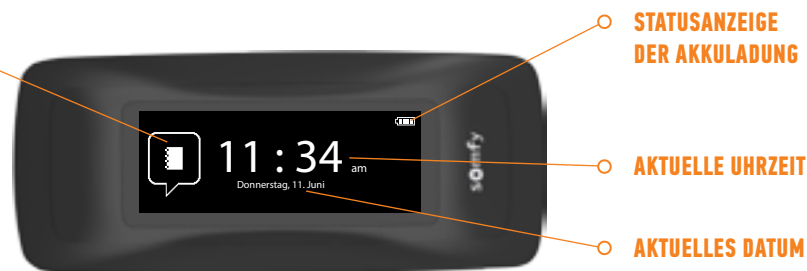 STATUSANZEIGE
DER AKKULADUNG
11 : 34 am
Donnerstag, 11. Juni
somfy
AKTUELLE UHRZEIT
AKTUELLES DATUM